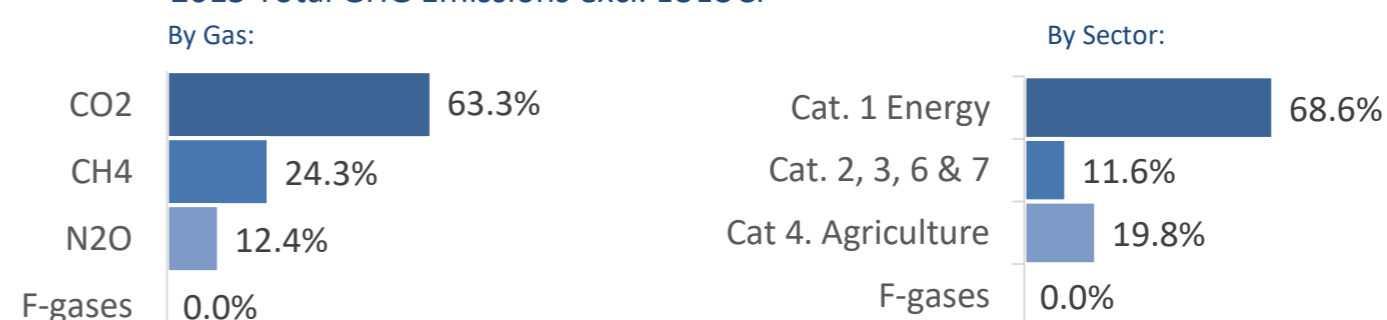 By Gas:
CO2 63.3%
CH4 24.3%
N2O 12.4%
F-gases 0.0%
By Sector:
Cat. 1 Energy 68.6%
Cat. 2, 3, 6 & 7 11.6%
Cat 4. Agriculture 19.8%
F-gases 0.0%